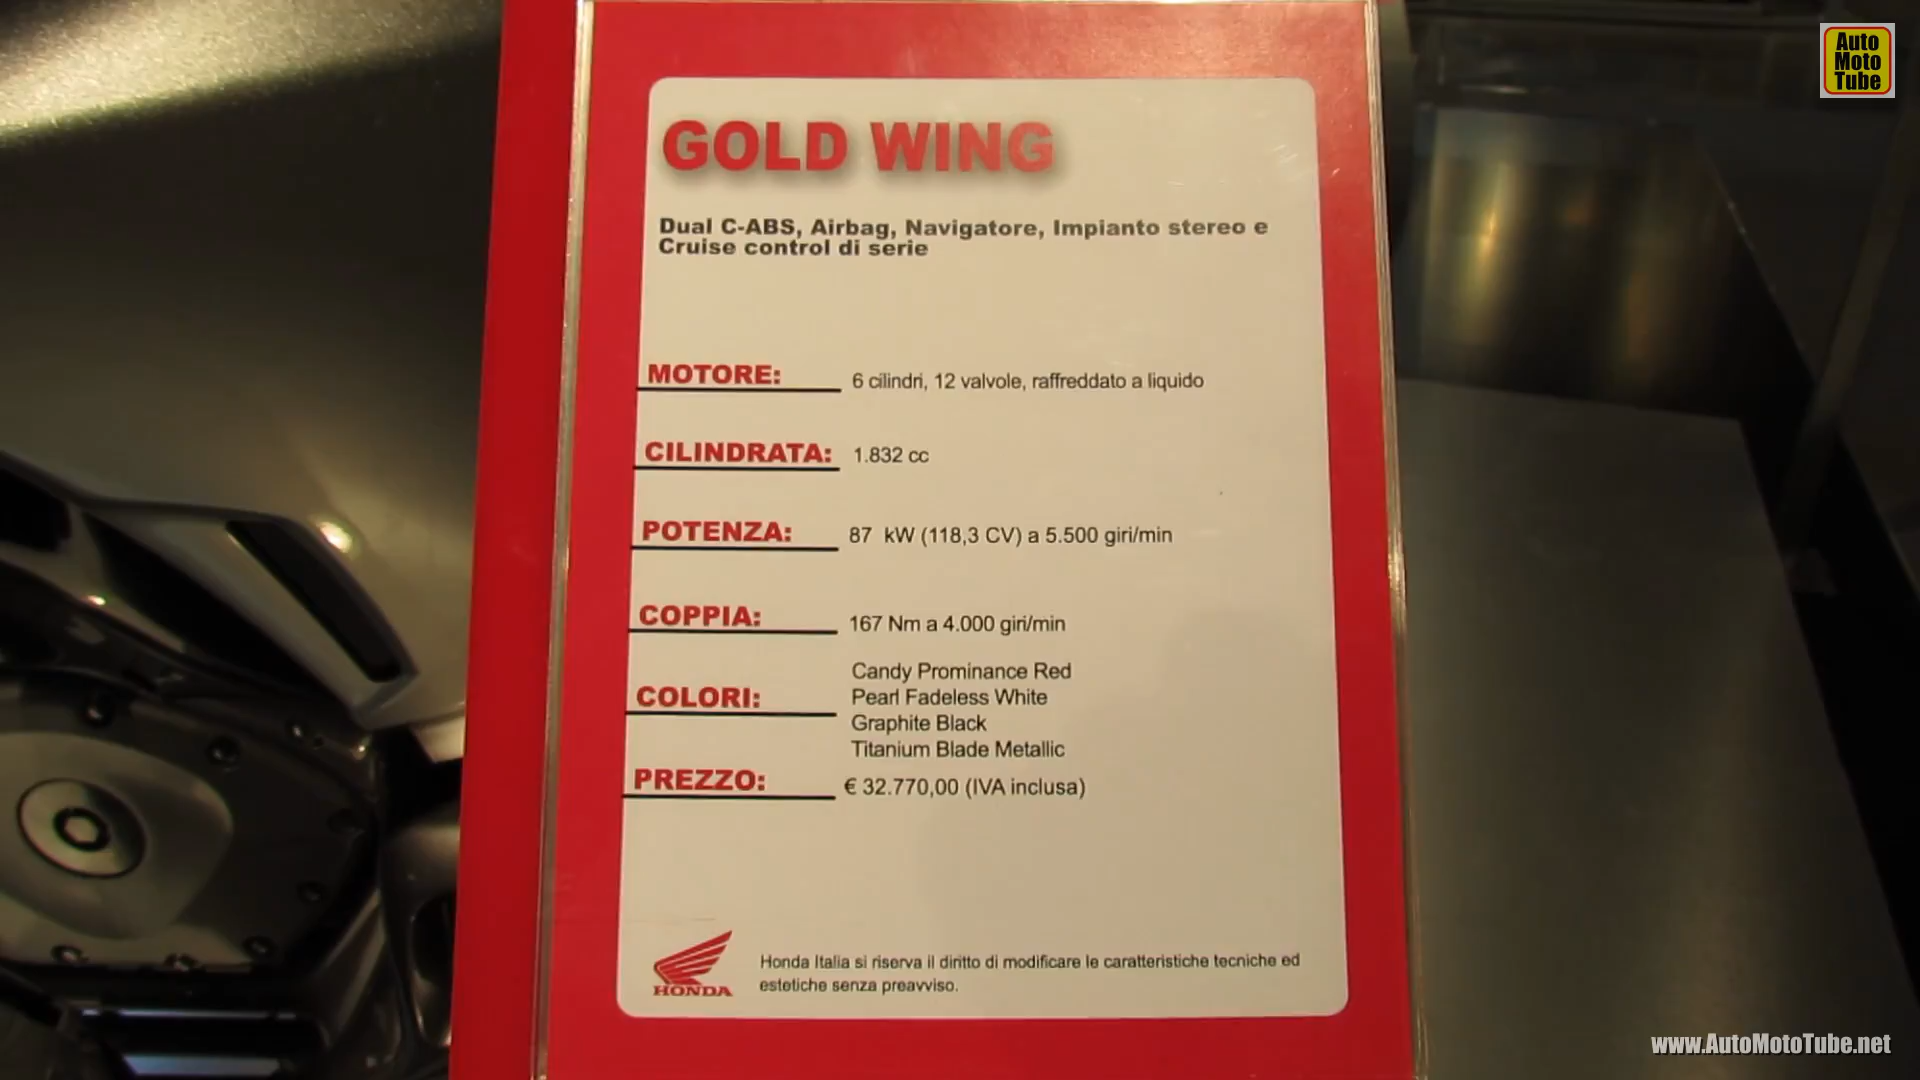 Auto
Moto
Tube
GOLD WING
Dual C-ABS, Airbag, Navigatore, Impianto stereo e
Cruise control di serie
MOTORE: 6 cilindri, 12 valvole, raffreddato a liquido
CILINDRATA: 1.832 cc
POTENZA: 87 kW (118,3 CV) a 5.500 giri/min
COPPIA: 167 Nm a 4.000 giri/min
COLORI: Candy Prominance Red
Pearl Fadeless White
Graphite Black
Titanium Blade Metallic
PREZZO: € 32.770,00 (IVA inclusa)
HONDA
Honda Italia si riserva il diritto di modificare le caratteristiche tecniche ed
estetiche senza preavviso.
www.AutoMotoTube.net